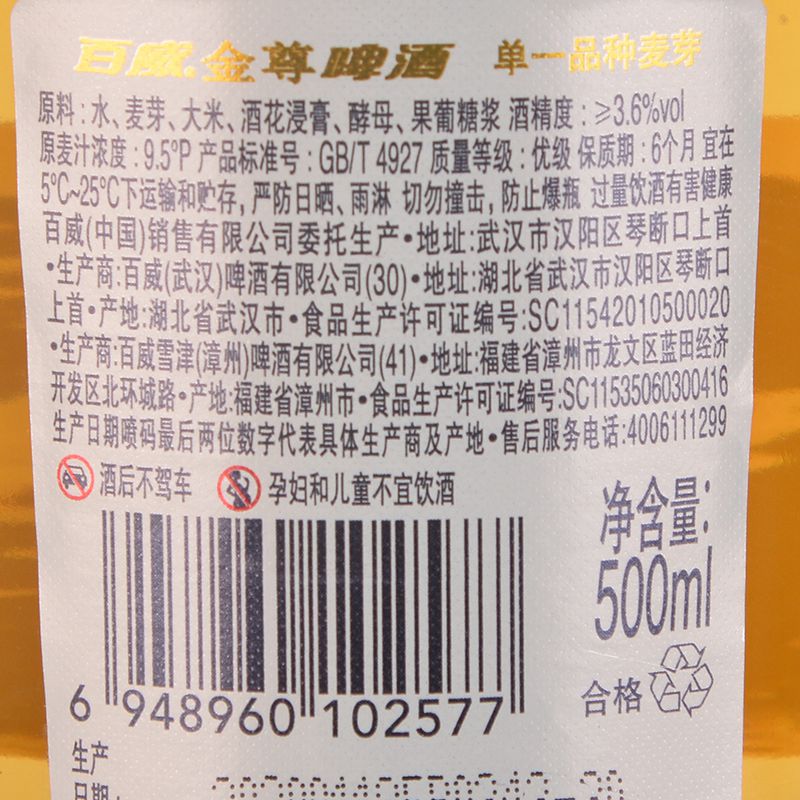 百威金尊啤酒 单一品种麦芽
原料:水、麦芽、大米、酒花浸膏、酵母、果葡糖浆 酒精度:≥3.6%vol
原麦汁浓度:9.5°P 产品标准号:GB/T 4927 质量等级:优级 保质期:6个月 宜在
5°C~25°C下运输和贮存,严防日晒、雨淋 切勿撞击,防止爆瓶 过量饮酒有害健康
百威(中国)销售有限公司委托生产•地址:武汉市汉阳区琴断口上首
•生产商:百威(武汉)啤酒有限公司(30)•地址:湖北省武汉市汉阳区琴断口
上首•产地:湖北省武汉市•食品生产许可证编号:SC11542010500020
•生产商:百威雪津(漳州)啤酒有限公司(41)•地址:福建省漳州市龙文区蓝田经济
开发区北环城路•产地:福建省漳州市•食品生产许可证编号:SC11535060300416
生产日期喷码最后两位数字代表具体生产商及产地•售后服务电话:4006111299
酒后不驾车 孕妇和儿童不宜饮酒
净含量:
500ml
合格
6 948960 102577
生产
日期: